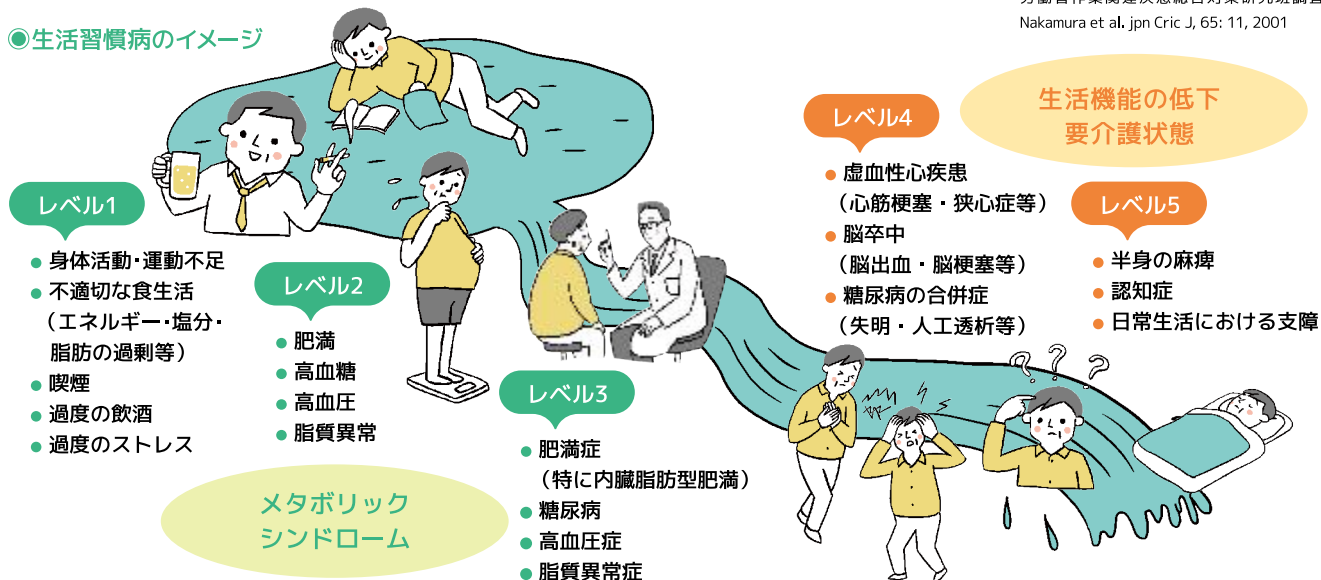 Nakamura et al. jpn Cric J, 65: 11, 2001
◉生活習慣病のイメージ
レベル1
● 身体活動・運動不足
● 不適切な食生活
（エネルギー・塩分・
脂肪の過剰等）
● 喫煙
● 過度の飲酒
● 過度のストレス
レベル2
● 肥満
● 高血糖
● 高血圧
● 脂質異常
メタボリック
シンドローム
レベル3
● 肥満症
（特に内臓脂肪型肥満）
● 糖尿病
● 高血圧症
● 脂質異常症
レベル4
● 虚血性心疾患
（心筋梗塞・狭心症等）
● 脳卒中
（脳出血・脳梗塞等）
● 糖尿病の合併症
（失明・人工透析等）
生活機能の低下
要介護状態
レベル5
● 半身の麻痺
● 認知症
● 日常生活における支障
? ? ?